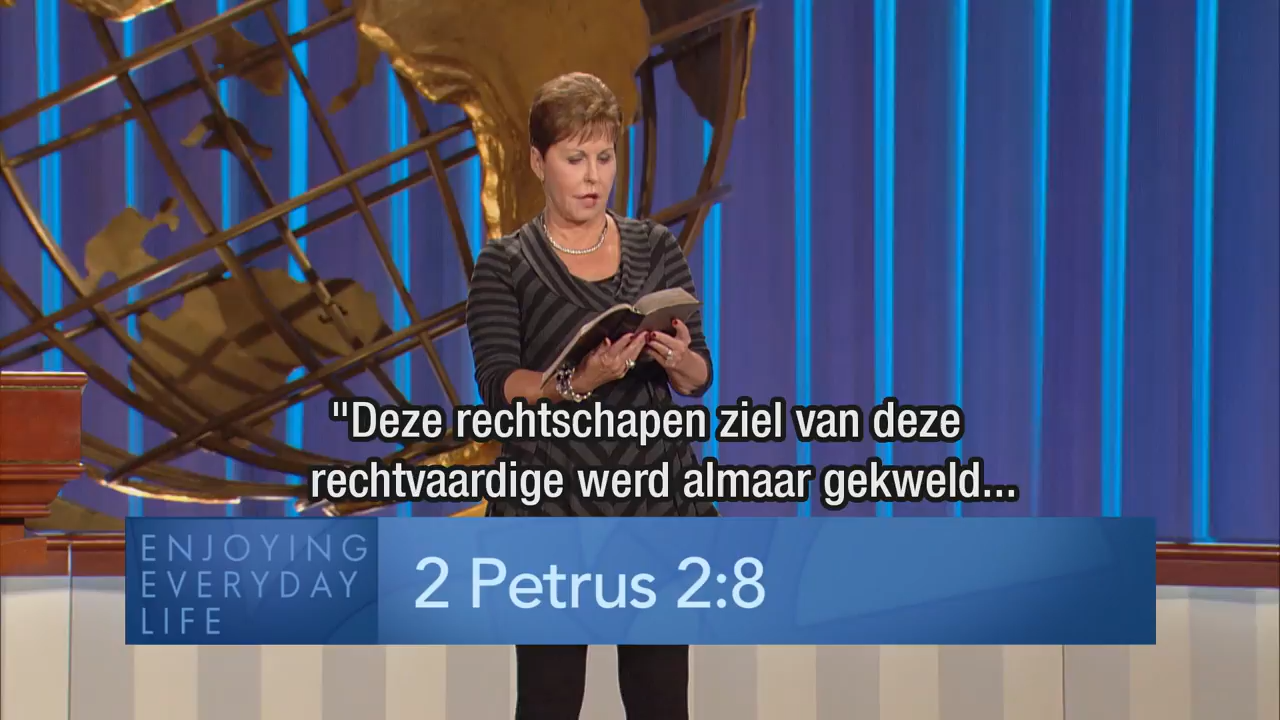 "Deze rechtschapen ziel van deze
rechtvaardige werd almaar gekweld...
ENJOYING
EVERYDAY
LIFE
2 Petrus 2:8